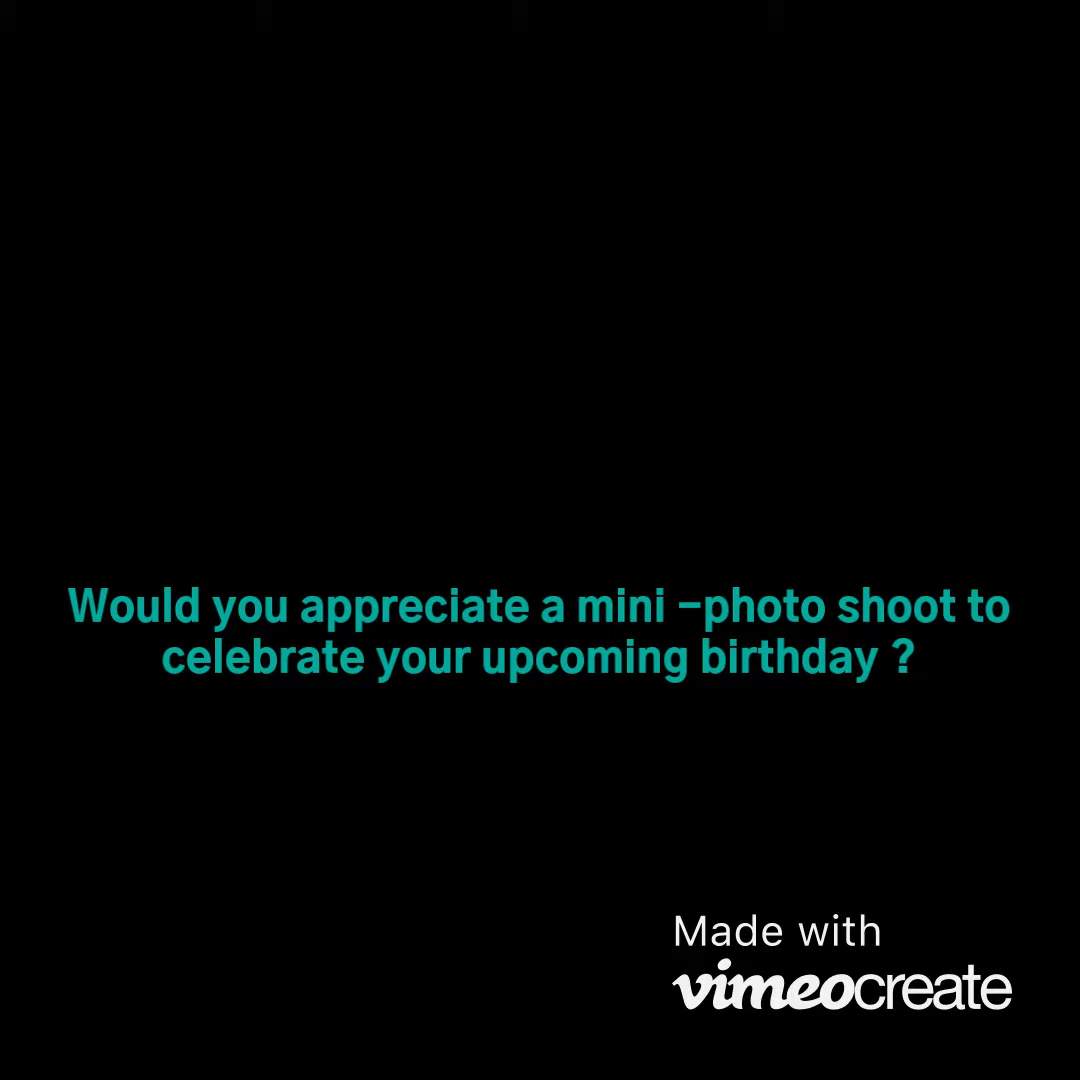 Would you appreciate a mini -photo shoot to
celebrate your upcoming birthday ?
Made with
vimeocreate